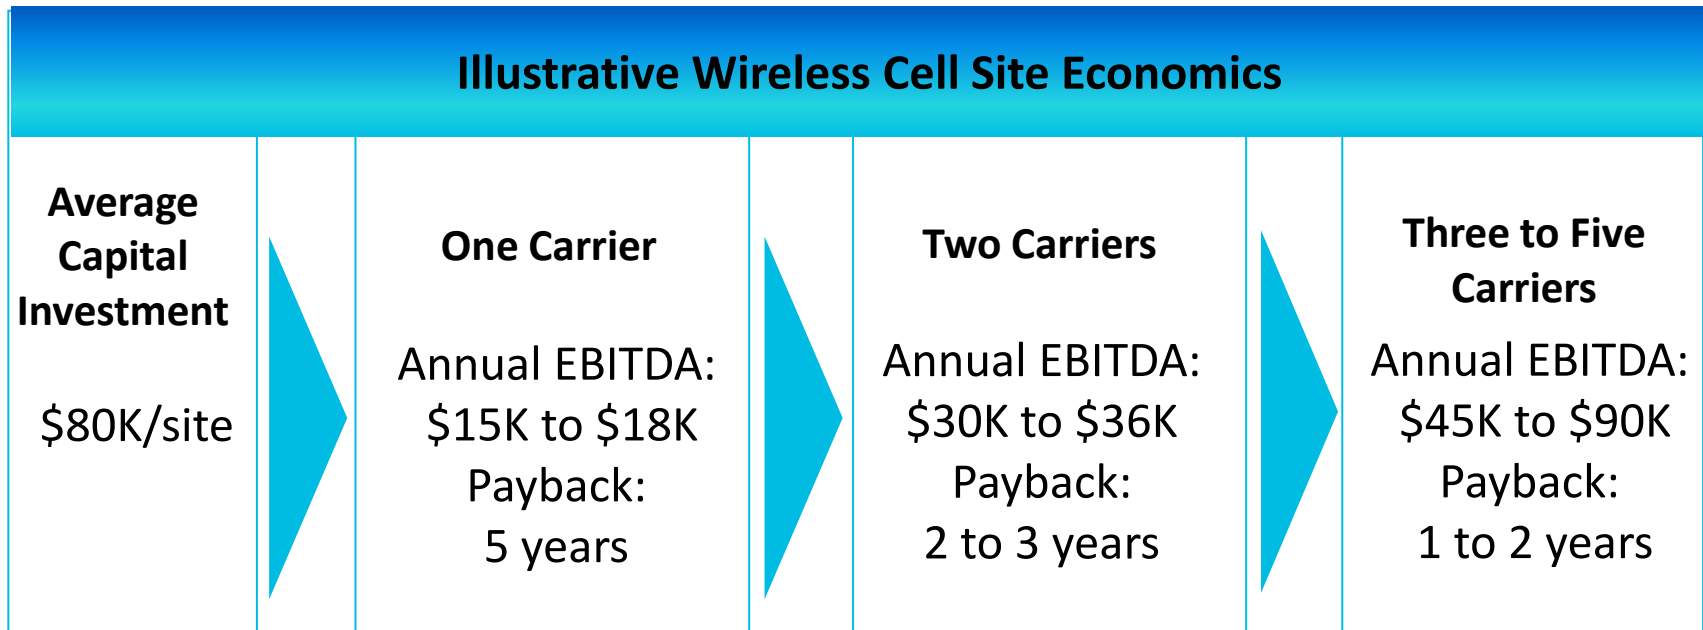 Illustrative Wireless Cell Site Economics
Average
Capital
Investment
$80K/site
One Carrier
Annual EBITDA:
$15K to $18K
Payback:
5 years
Two Carriers
Annual EBITDA:
$30K to $36K
Payback:
2 to 3 years
Three to Five
Carriers
Annual EBITDA:
$45K to $90K
Payback:
1 to 2 years